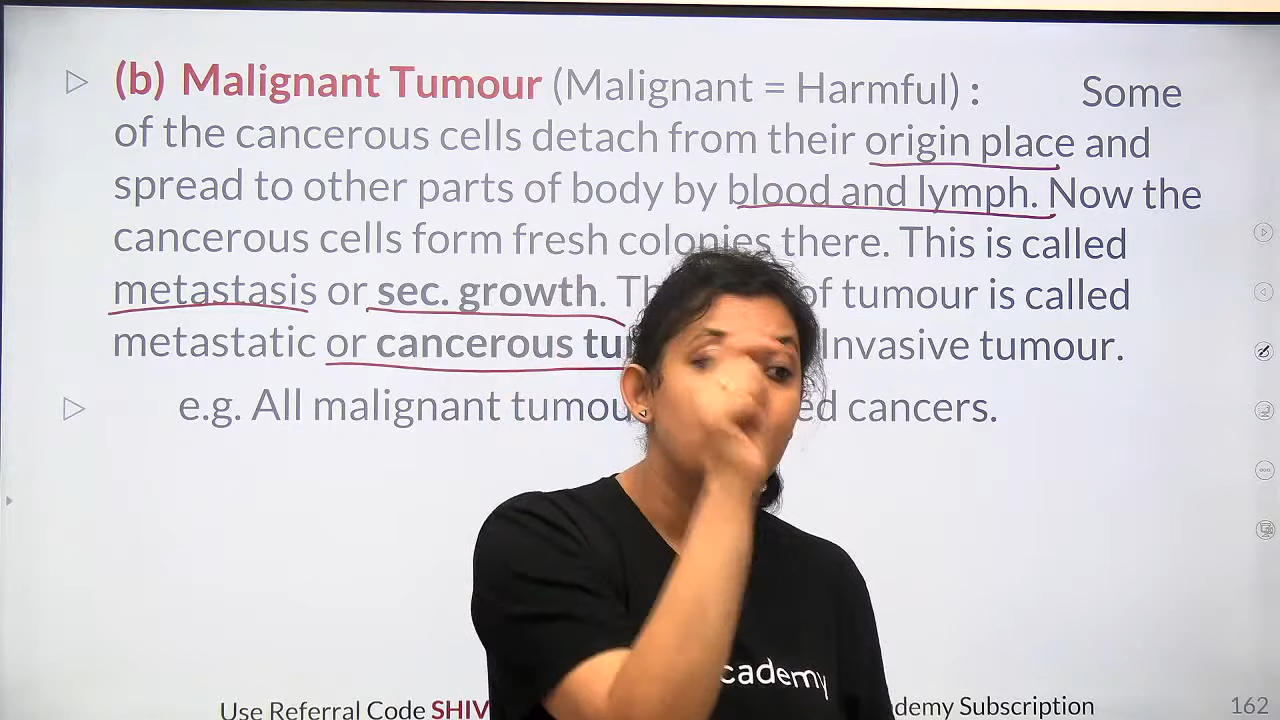 (b) Malignant Tumour (Malignant = Harmful) : Some
of the cancerous cells detach from their origin place and
spread to other parts of body by blood and lymph. Now the
cancerous cells form fresh colonies there. This is called
metastasis or sec. growth. Th of tumour is called
metastatic or cancerous tu Invasive tumour.
e.g. All malignant tumou ed cancers.
cademy
Use Referral Code SHIV demy Subscription
162